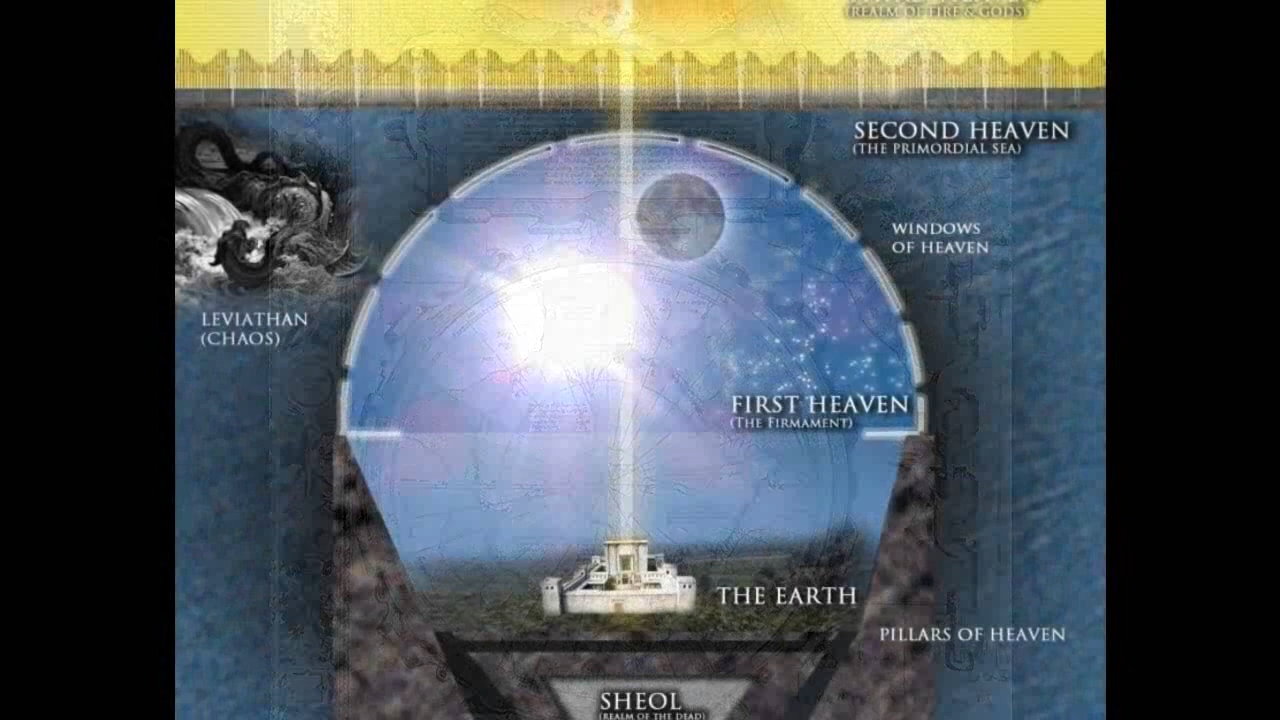 (REALM OF FIRE & GODS)
SECOND HEAVEN
(THE PRIMORDIAL SEA)
WINDOWS
OF HEAVEN
LEVIATHAN
(CHAOS)
FIRST HEAVEN
(THE FIRMAMENT)
THE EARTH
PILLARS OF HEAVEN
SHEOL
(REALM OF THE DEAD)